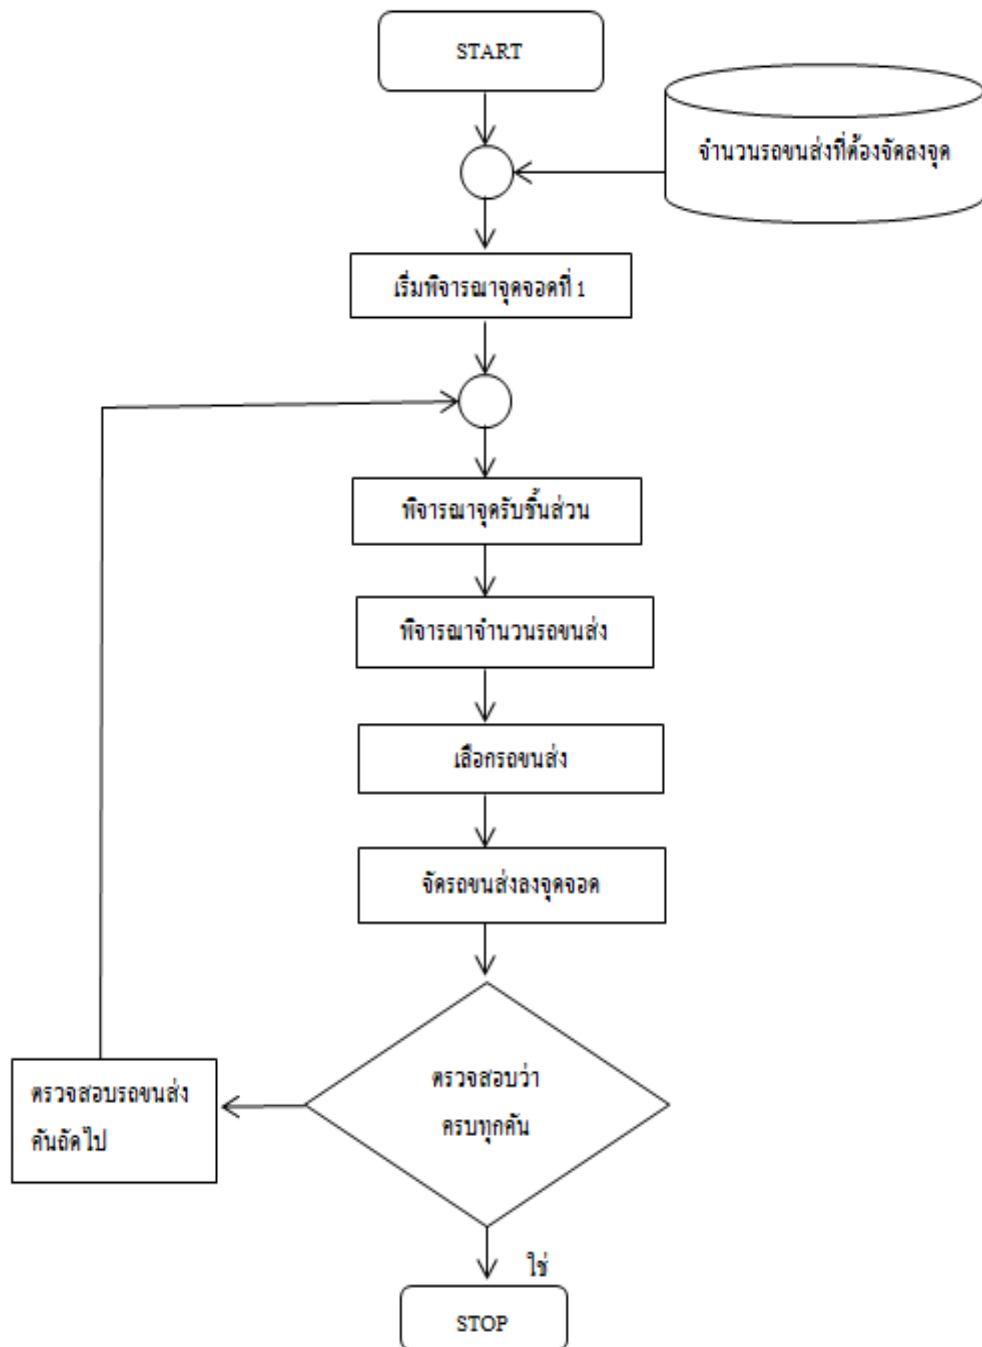 START
จำนวนรถขนส่งที่ต้องจัดลงจุด
เริ่มพิจารณาจุดจอดที่ 1
พิจารณาจุดรับชิ้นส่วน
พิจารณาจำนวนรถขนส่ง
เลือกรถขนส่ง
จัดรถขนส่งลงจุดจอด
ตรวจสอบว่า
ครบทุกคัน
ตรวจสอบรถขนส่ง
คันถัดไป
ใช่
STOP